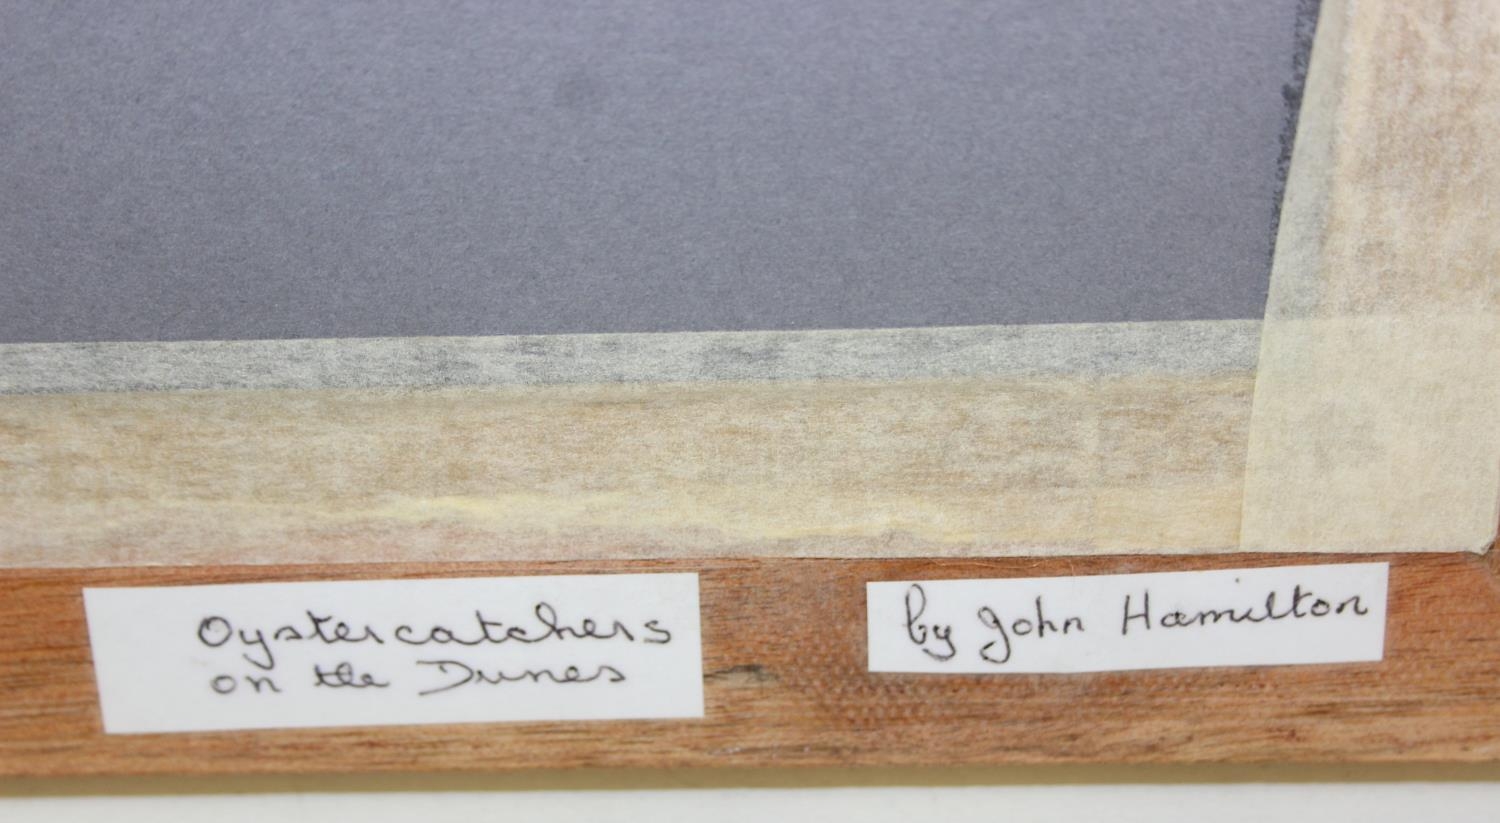 Oystercatchers
on the Dunes
by John Hamilton